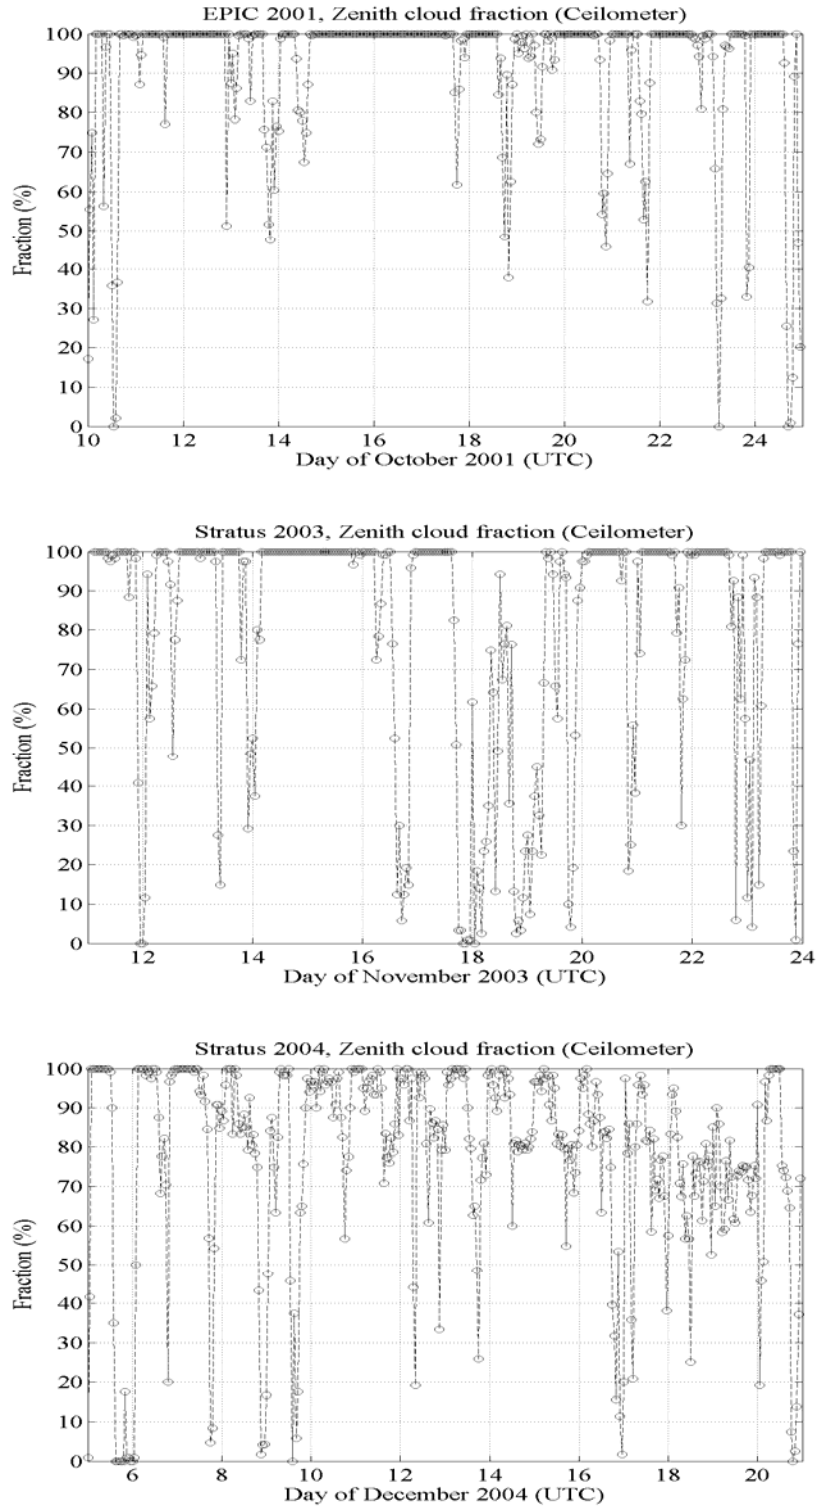 EPIC 2001, Zenith cloud fraction (Ceilometer)
100
90
80
70
60
50
40
30
20
10
0
Fraction (%)
10 12 14 16 18 20 22 24
Day of October 2001 (UTC)
Stratus 2003, Zenith cloud fraction (Ceilometer)
100
90
80
70
60
50
40
30
20
10
0
Fraction (%)
12 14 16 18 20 22 24
Day of November 2003 (UTC)
Stratus 2004, Zenith cloud fraction (Ceilometer)
100
90
80
70
60
50
40
30
20
10
0
Fraction (%)
6 8 10 12 14 16 18 20
Day of December 2004 (UTC)